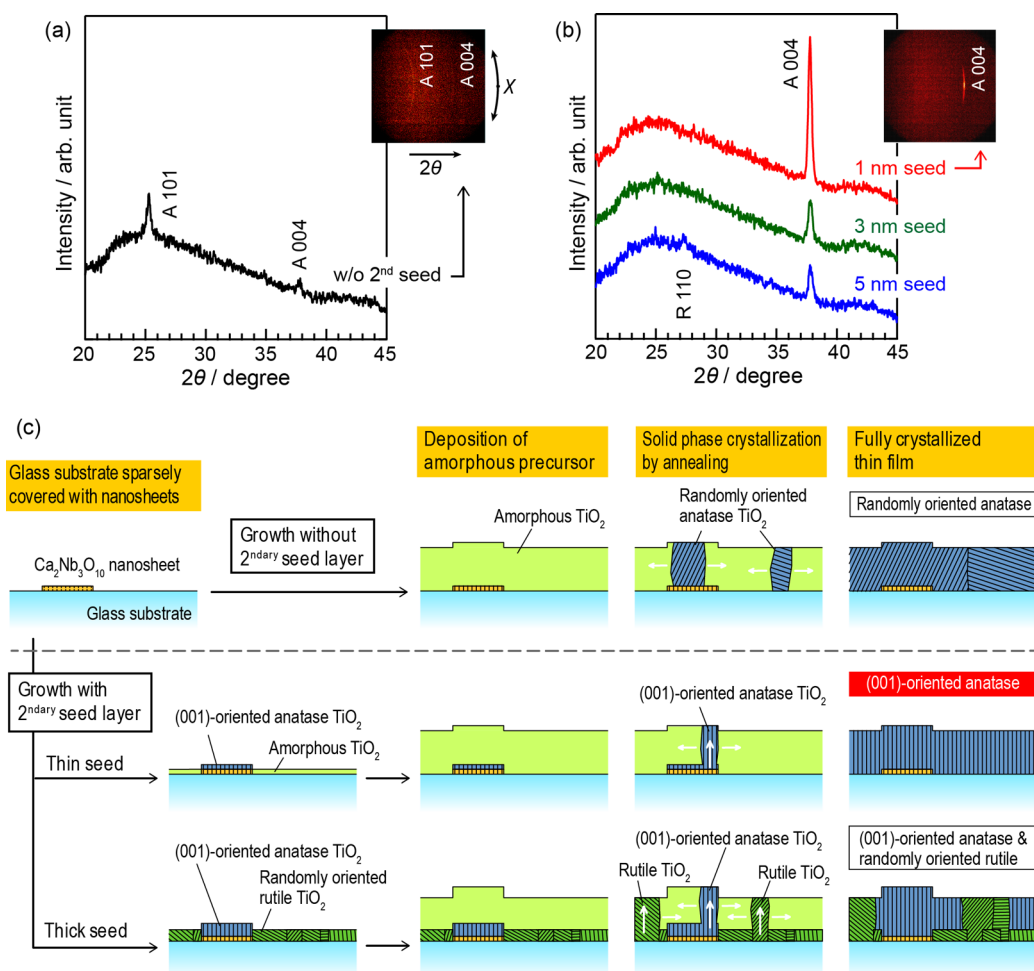 (a)
Intensity / arb. unit
A 101
A 004
w/o 2nd seed
20 25 30 35 40 45
2θ / degree
A 101
A 004
X
2θ
(b)
Intensity / arb. unit
A 004
R 110
1 nm seed
3 nm seed
5 nm seed
20 25 30 35 40 45
2θ / degree
A 004
(c)
Glass substrate sparsely
covered with nanosheets
Deposition of
amorphous precursor
Solid phase crystallization
by annealing
Fully crystallized
thin film
Ca2Nb3O10 nanosheet
Glass substrate
Growth without
2ndary seed layer
Amorphous TiO2
Randomly oriented
anatase TiO2
Randomly oriented anatase
Growth with
2ndary seed layer
Thin seed
(001)-oriented anatase TiO2
Amorphous TiO2
(001)-oriented anatase TiO2
(001)-oriented anatase
Thick seed
(001)-oriented anatase TiO2
Randomly oriented
rutile TiO2
(001)-oriented anatase TiO2
Rutile TiO2
Rutile TiO2
(001)-oriented anatase &
randomly oriented rutile